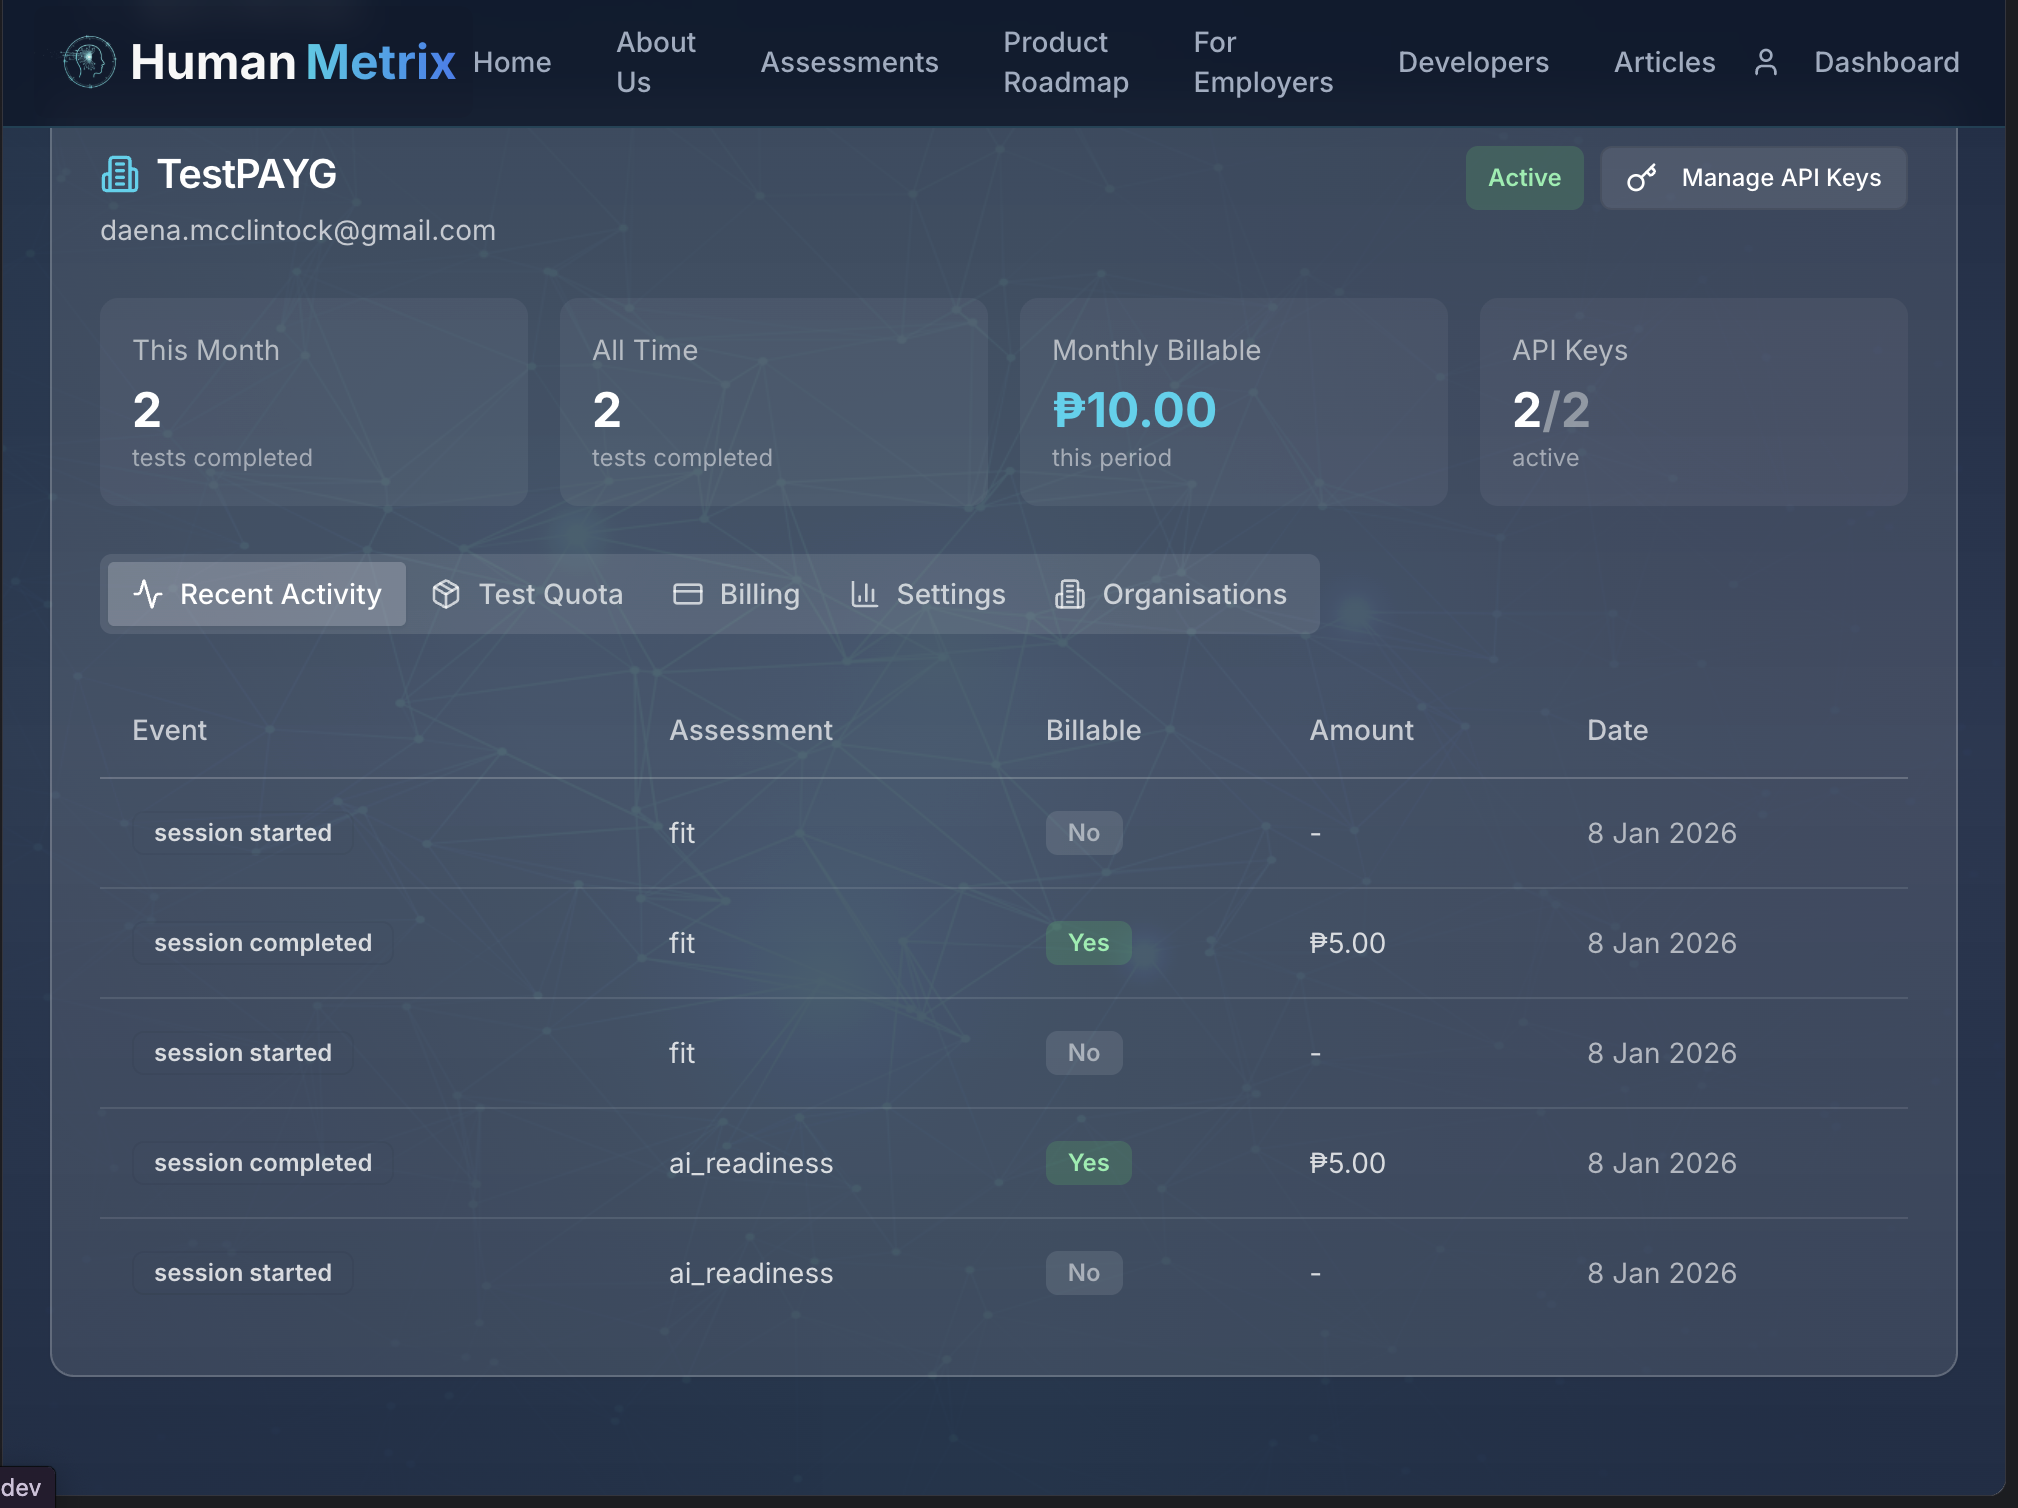 Human Metrix
Home
About Us
Assessments
Product Roadmap
For Employers
Developers
Articles
Dashboard
TestPAYG
daena.mcclintock@gmail.com
Active
Manage API Keys
This Month
2
tests completed
All Time
2
tests completed
Monthly Billable
₱10.00
this period
API Keys
2/2
active
Recent Activity
Test Quota
Billing
Settings
Organisations
Event Assessment Billable Amount Date
session started fit No - 8 Jan 2026
session completed fit Yes ₱5.00 8 Jan 2026
session started fit No - 8 Jan 2026
session completed ai_readiness Yes ₱5.00 8 Jan 2026
session started ai_readiness No - 8 Jan 2026
dev